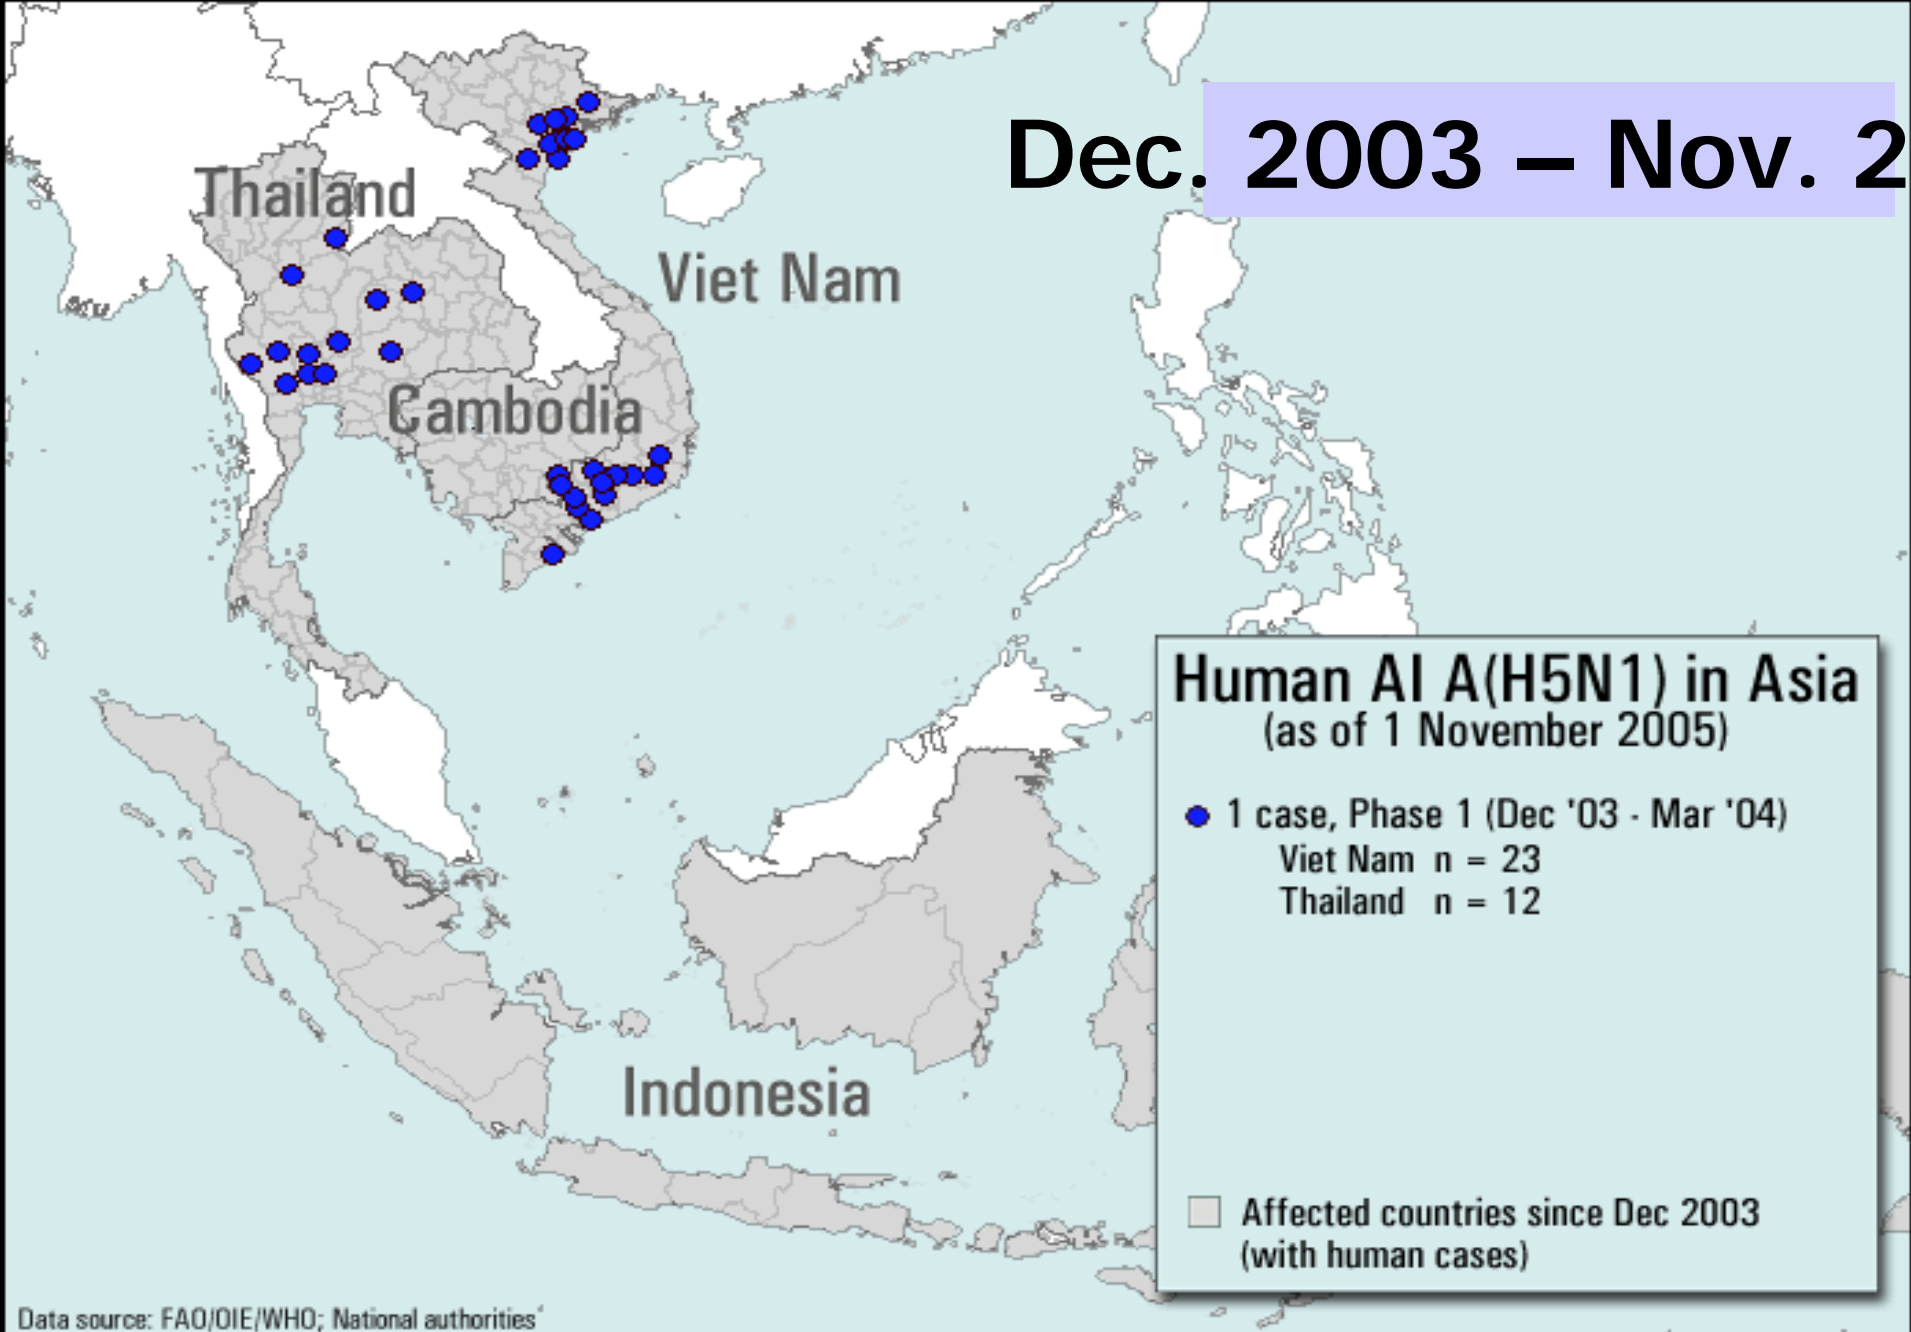 Dec. 2003 – Nov. 2
Thailand
Viet Nam
Cambodia
Indonesia
Human AI A(H5N1) in Asia
(as of 1 November 2005)
1 case, Phase 1 (Dec '03 - Mar '04)
Viet Nam n = 23
Thailand n = 12
Affected countries since Dec 2003
(with human cases)
Data source: FAO/OIE/WHO; National authorities